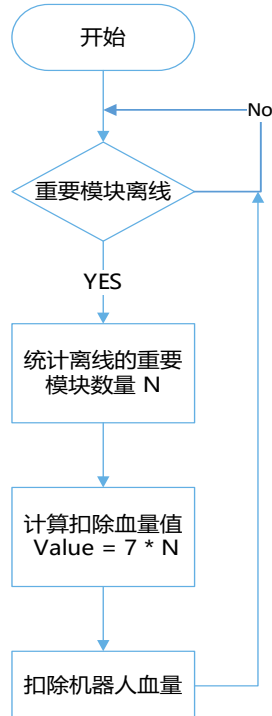 开始
No
重要模块离线
YES
统计离线的重要
模块数量 N
计算扣除血量值
Value = 7 * N
扣除机器人血量